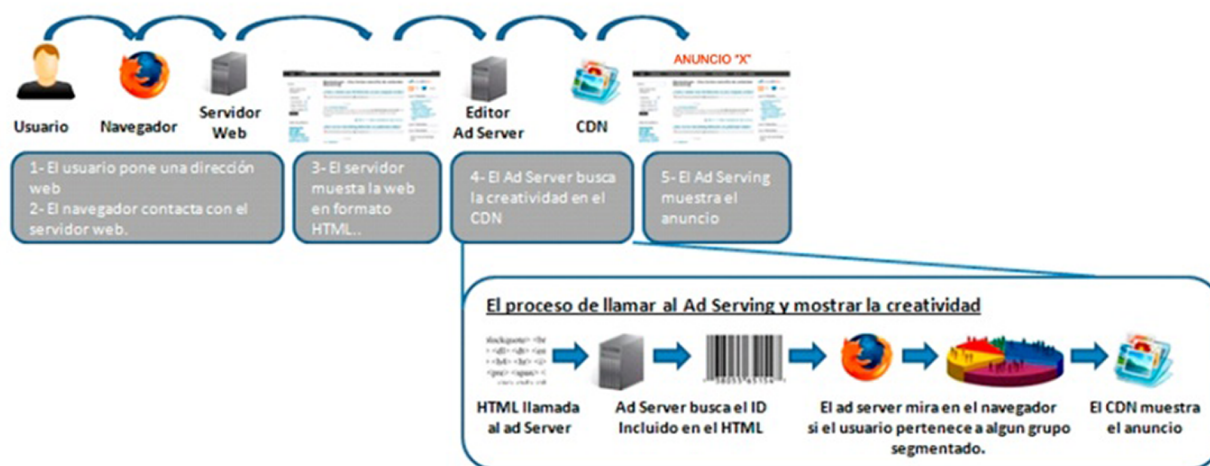 ANUNCIO "X"
Usuario
Navegador
Servidor
Web
Editor
Ad Server
CDN
1- El usuario pone una dirección
web
2- El navegador contacta con el
servidor web.
3- El servidor
muesta la web
en formato
HTML..
4- El Ad Server busca
la creatividad en el
CDN
5- El Ad Serving
muestra el
anuncio
El proceso de llamar al Ad Serving y mostrar la creatividad
HTML llamada
al ad Server
Ad Server busca el ID
Incluido en el HTML
El ad server mira en el navegador
si el usuario pertenece a algun grupo
segmentado.
El CDN muestra
el anuncio